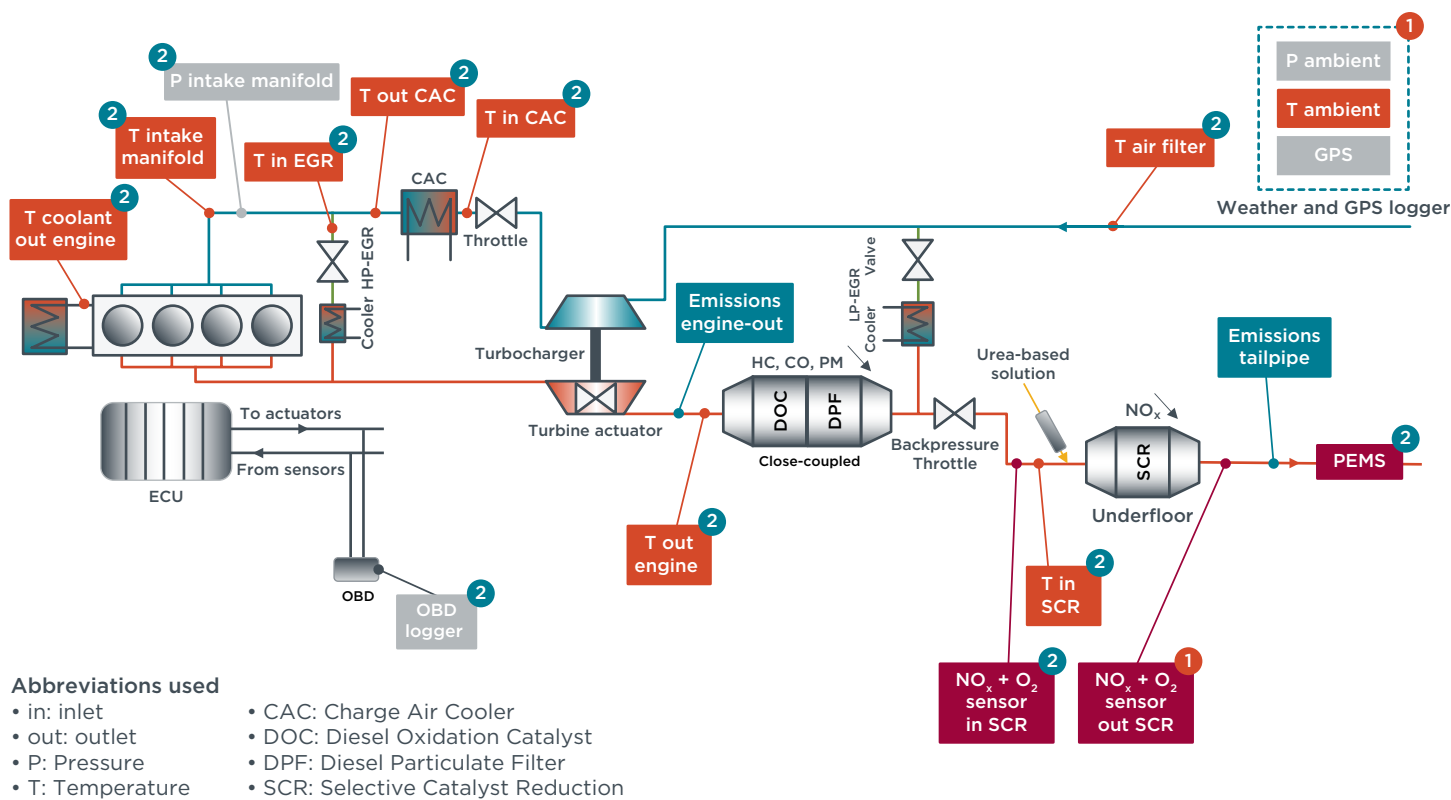 1
P ambient
T ambient
GPS
Weather and GPS logger
2
P intake manifold
2
T out CAC
2
T in CAC
2
T intake
manifold
2
T in EGR
2
T air filter
2
T coolant
out engine
CAC
Throttle
HP-EGR
Cooler
LP-EGR
Valve
Cooler
Emissions
engine-out
Turbocharger
Turbine actuator
HC, CO, PM
DOC
DPF
Close-coupled
Backpressure
Throttle
Urea-based
solution
NOₓ
SCR
Underfloor
Emissions
tailpipe
2
PEMS
To actuators
From sensors
ECU
OBD
2
OBD
logger
2
T out
engine
2
T in
SCR
2
NOₓ + O₂
sensor
in SCR
1
NOₓ + O₂
sensor
out SCR
Abbreviations used
• in: inlet
• out: outlet
• P: Pressure
• T: Temperature
• CAC: Charge Air Cooler
• DOC: Diesel Oxidation Catalyst
• DPF: Diesel Particulate Filter
• SCR: Selective Catalyst Reduction